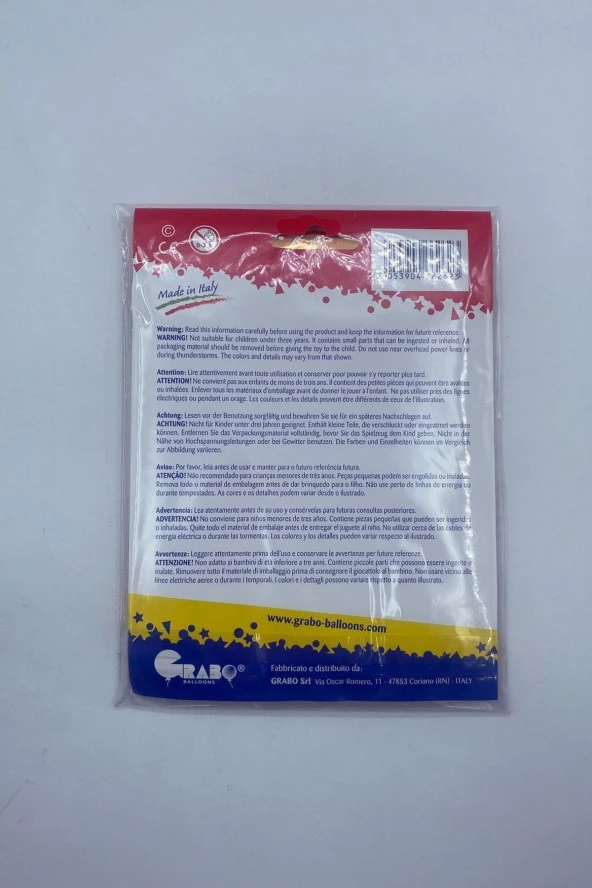 ©
CE
0-3
Made in Italy
Warning: Read this information carefully before using the product and keep the information for future reference.
WARNING! Not suitable for children under three years. It contains small parts that can be ingested or inhaled. All
packaging material should be removed before giving the toy to the child. Do not use near overhead power lines or
during thunderstorms. The colors and details may vary from that shown.
Attention: Lire attentivement avant toute utilisation et conserver pour pouvoir s'y reporter plus tard.
ATTENTION! Ne convient pas aux enfants de moins de trois ans. Il contient des petites pièces qui peuvent être avalées
ou inhalées. Enlever tous les matériaux d'emballage avant de donner le jouer à l'enfant. Ne pas utiliser près des lignes
électriques ou pendant un orage. Les couleurs et les détails peuvent être différents de ceux de l'illustration.
Achtung: Lesen vor der Benutzung sorgfältig und bewahren Sie sie für ein späteres Nachschlagen auf.
ACHTUNG! Nicht für Kinder unter drei Jahren geeignet. Enthält kleine Teile, die verschluckt oder eingeatmet werden
können. Entfernen Sie das Verpackungsmaterial vollständig, bevor Sie das Spielzeug dem Kind geben. Nicht in der
Nähe von Hochspannungsleitungen oder bei Gewitter benutzen. Die Farben und Einzelheiten können im Vergleich
zur Abbildung variieren.
Aviso: Por favor, leia antes de usar e manter para o futuro referência futura.
ATENÇÃO! Não recomendado para crianças menores de três anos. Peças pequenas podem ser engolidas ou inaladas.
Remova todo o material de embalagem antes de dar brinquedo para o filho. Não use perto de linhas de energia ou
durante tempestades. As cores e os detalhes podem variar desde o ilustrado.
Advertencia: Lea atentamente antes de su uso y consérvelas para futuras consultas posteriores.
ADVERTENCIA! No conviene para niños menores de tres años. Contiene piezas pequeñas que pueden ser ingeridas
o inhaladas. Quite todo el material de embalaje antes de entregar el juguete al niño. No utilizar cerca de las cables de
energía eléctrica o durante las tormentas. Los colores y los detalles pueden variar respecto al ilustrado.
Avvertenze: Leggere attentamente prima dell'uso e conservare le avvertenze per future referenze.
ATTENZIONE! Non adatto ai bambini di età inferiore a tre anni. Contiene piccole parti che possono essere ingerite o
inalate. Rimuovere tutto il materiale di imballaggio prima di consegnare il giocattolo al bambino. Non usare vicino alle
linee elettriche aeree o durante i temporali. I colori e i dettagli possono variare rispetto a quanto illustrato.
www.grabo-balloons.com
GRABO®
BALLOONS
Fabbricato e distribuito da:
GRABO Srl Via Oscar Romero, 11 - 47853 Coriano (RN) - ITALY